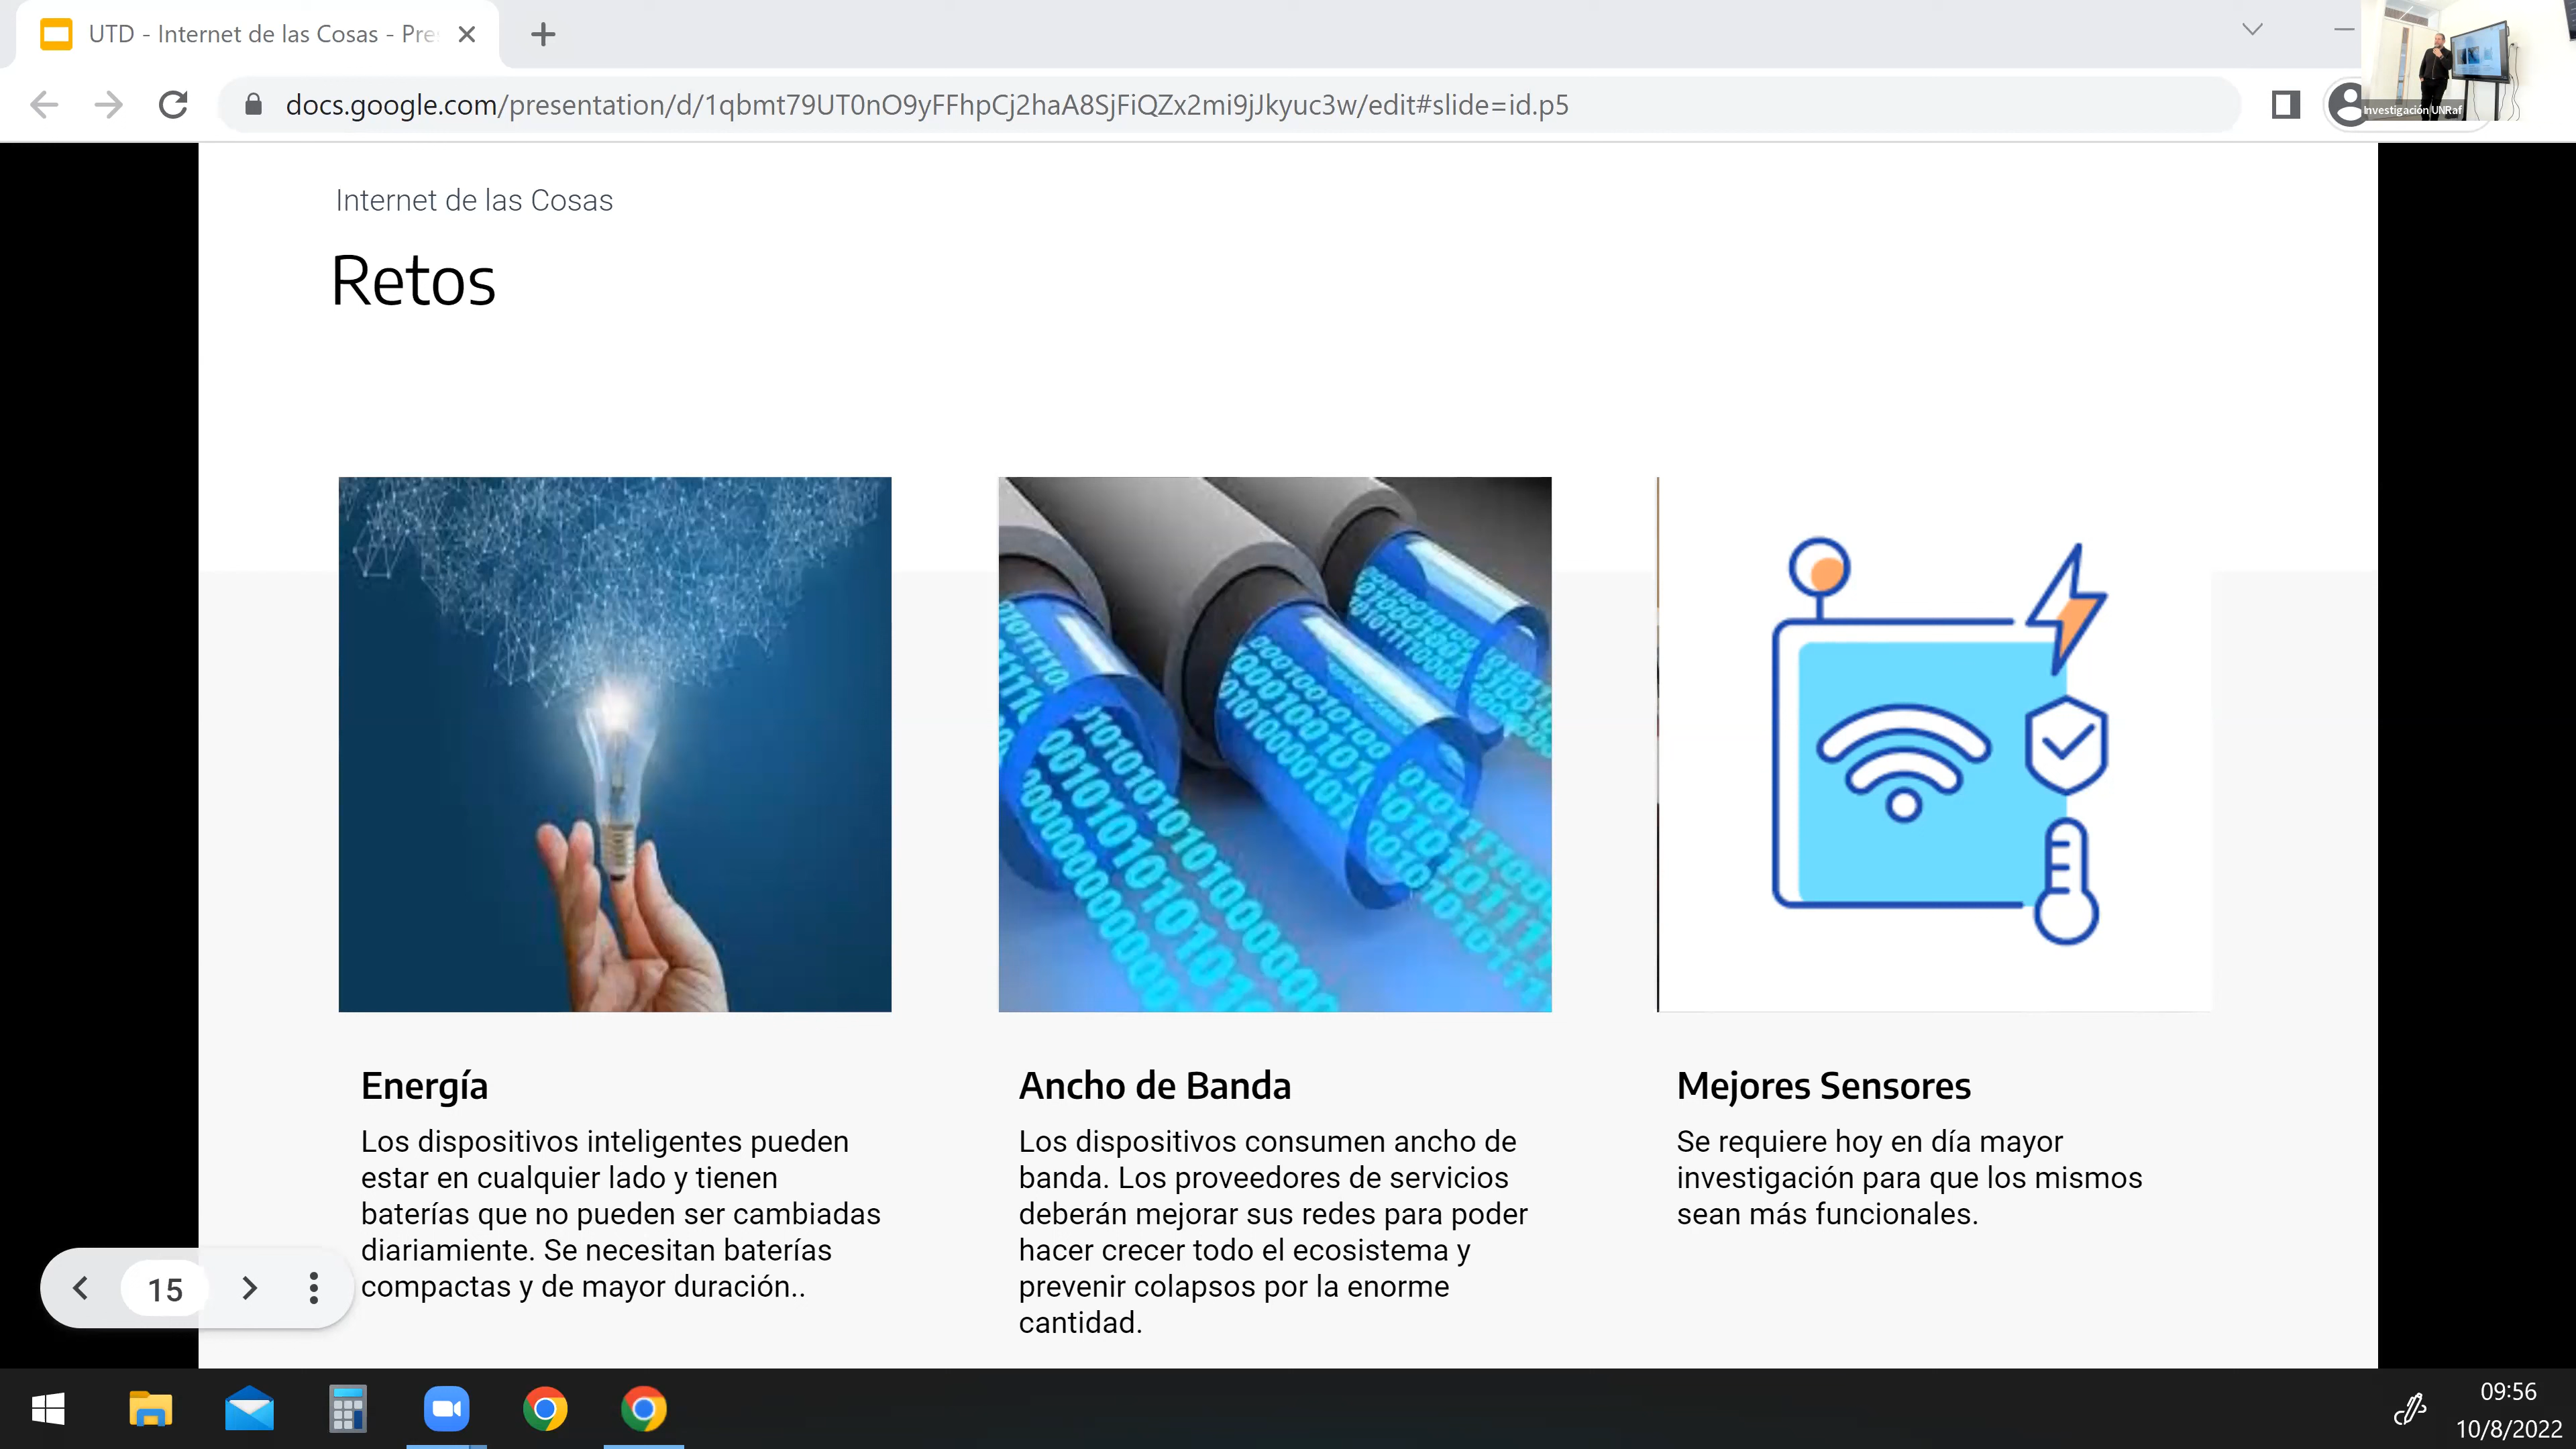 UTD - Internet de las Cosas - Pre
docs.google.com/presentation/d/1qbmt79UT0nO9yFFhpCj2haA8SjFiQZx2mi9jJkyuc3w/edit#slide=id.p5
Investigación UNRaf
Internet de las Cosas
Retos
Energía
Los dispositivos inteligentes pueden
estar en cualquier lado y tienen
baterías que no pueden ser cambiadas
diariamiente. Se necesitan baterías
compactas y de mayor duración..
Ancho de Banda
Los dispositivos consumen ancho de
banda. Los proveedores de servicios
deberán mejorar sus redes para poder
hacer crecer todo el ecosistema y
prevenir colapsos por la enorme
cantidad.
Mejores Sensores
Se requiere hoy en día mayor
investigación para que los mismos
sean más funcionales.
15
09:56
10/8/2022